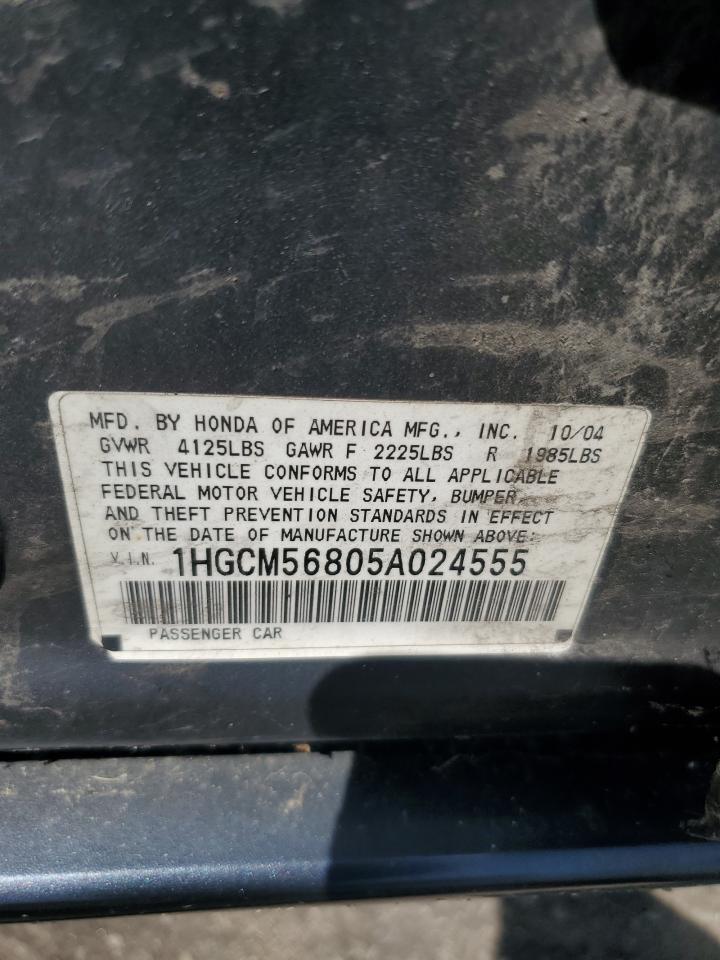 MFD. BY HONDA OF AMERICA MFG., INC. 10/04
GVWR 4125LBS GAWR F 2225LBS R 1985LBS
THIS VEHICLE CONFORMS TO ALL APPLICABLE
FEDERAL MOTOR VEHICLE SAFETY, BUMPER,
AND THEFT PREVENTION STANDARDS IN EFFECT
ON THE DATE OF MANUFACTURE SHOWN ABOVE:
V.I.N. 1HGCM56805A024555
PASSENGER CAR